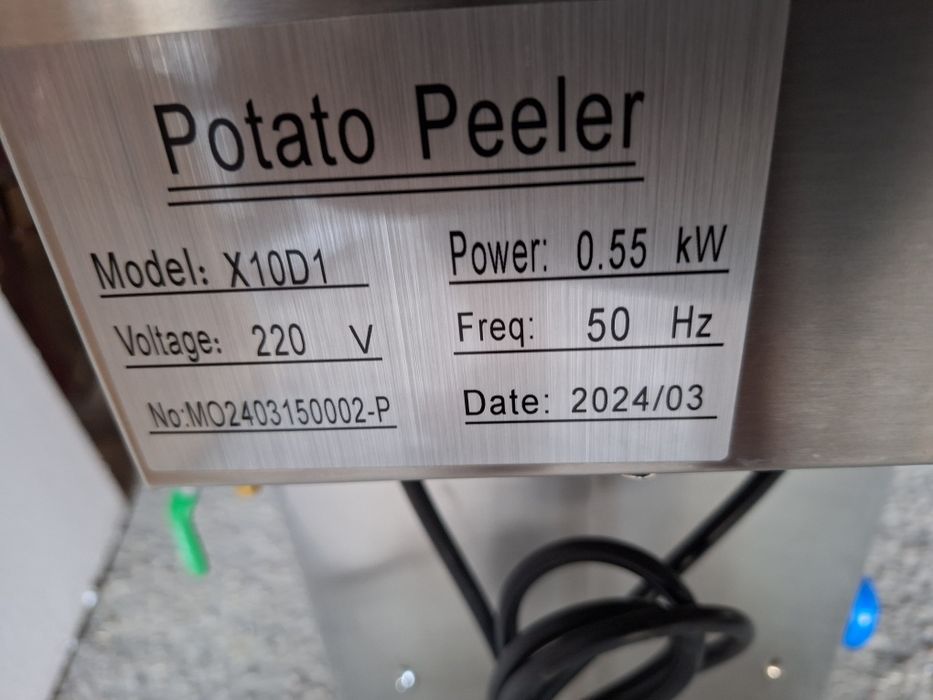 Potato Peeler
Model: X10D1
Power: 0.55 kW
Voltage: 220 V
Freq: 50 Hz
No:MO2403150002-P
Date: 2024/03